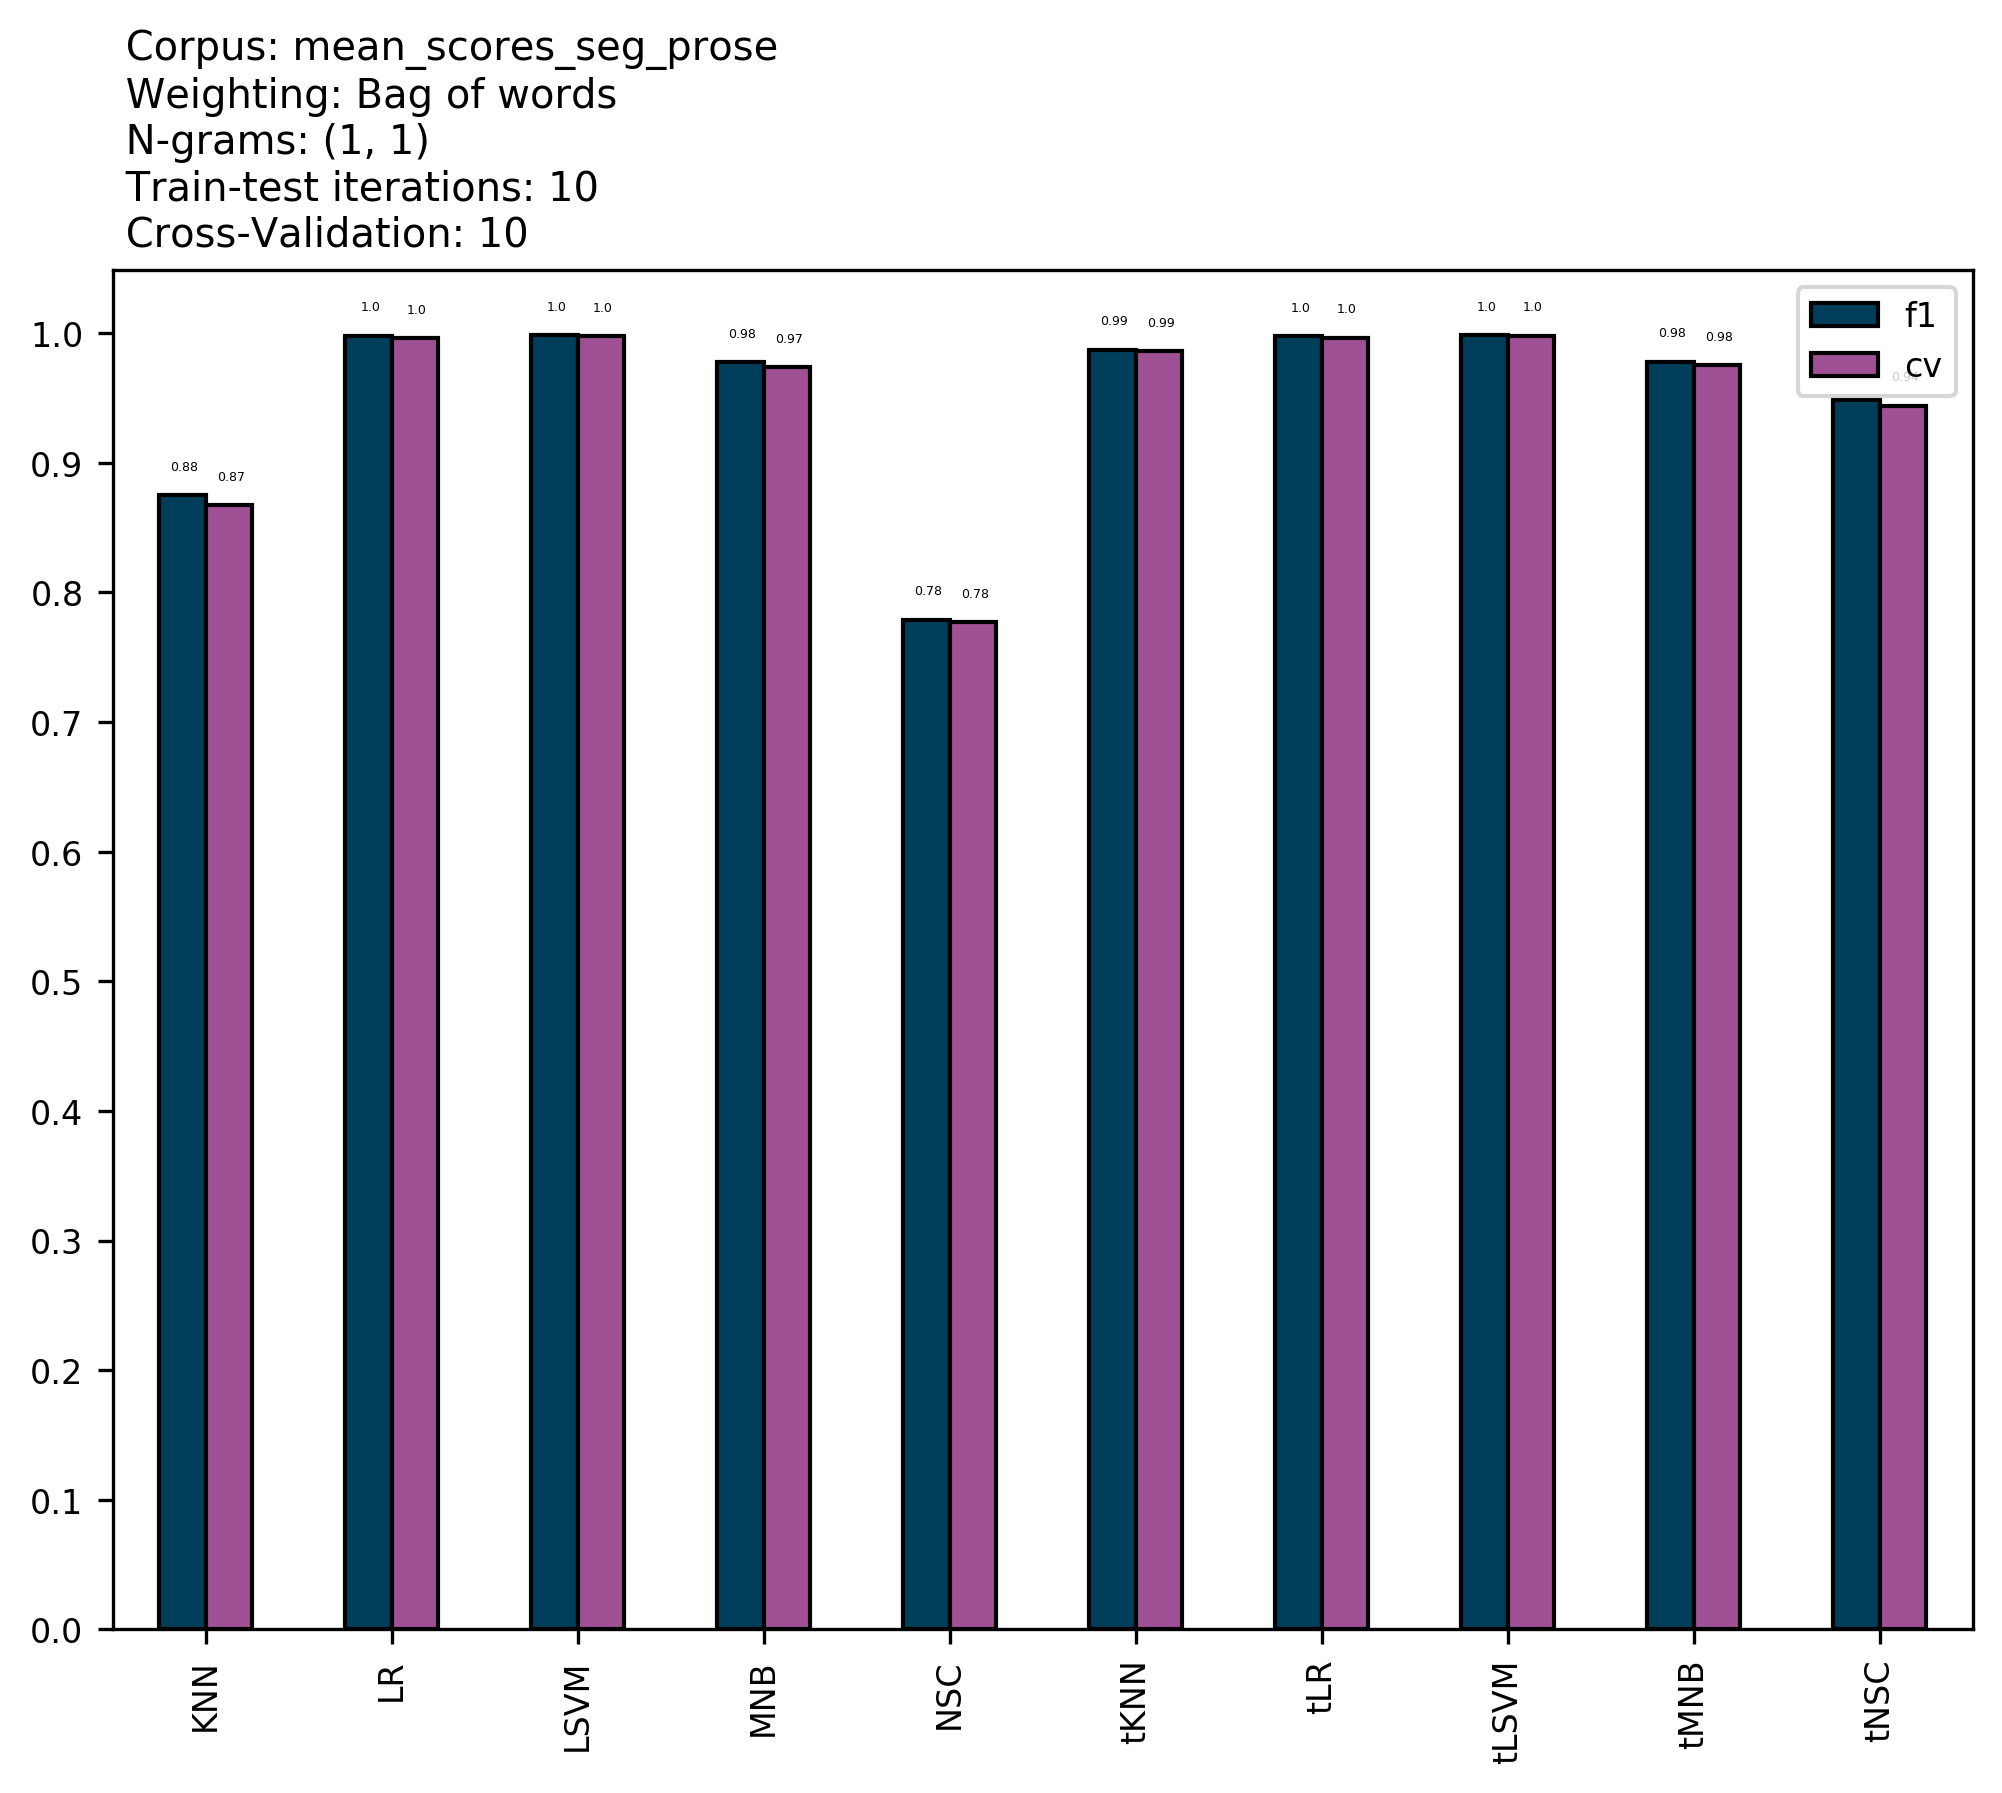 Corpus: mean_scores_seg_prose
Weighting: Bag of words
N-grams: (1, 1)
Train-test iterations: 10
Cross-Validation: 10
1.0 1.0 1.0 1.0 0.98 0.97 0.99 0.99 1.0 1.0 1.0 1.0 0.98 0.98
f1
cv
0.94
0.88 0.87
0.78 0.78
1.0
0.9
0.8
0.7
0.6
0.5
0.4
0.3
0.2
0.1
0.0
KNN LR LSVM MNB NSC tKNN tLR tLSVM tMNB tNSC